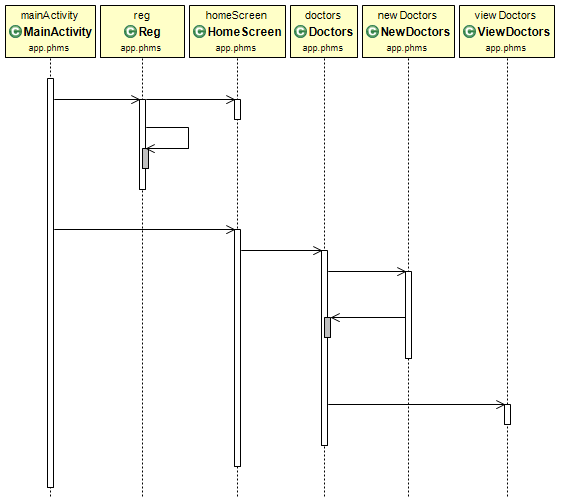 mainActivity
C MainActivity
app.phms
reg
C Reg
app.phms
homeScreen
C HomeScreen
app.phms
doctors
C Doctors
app.phms
new Doctors
C NewDoctors
app.phms
view Doctors
C ViewDoctors
app.phms